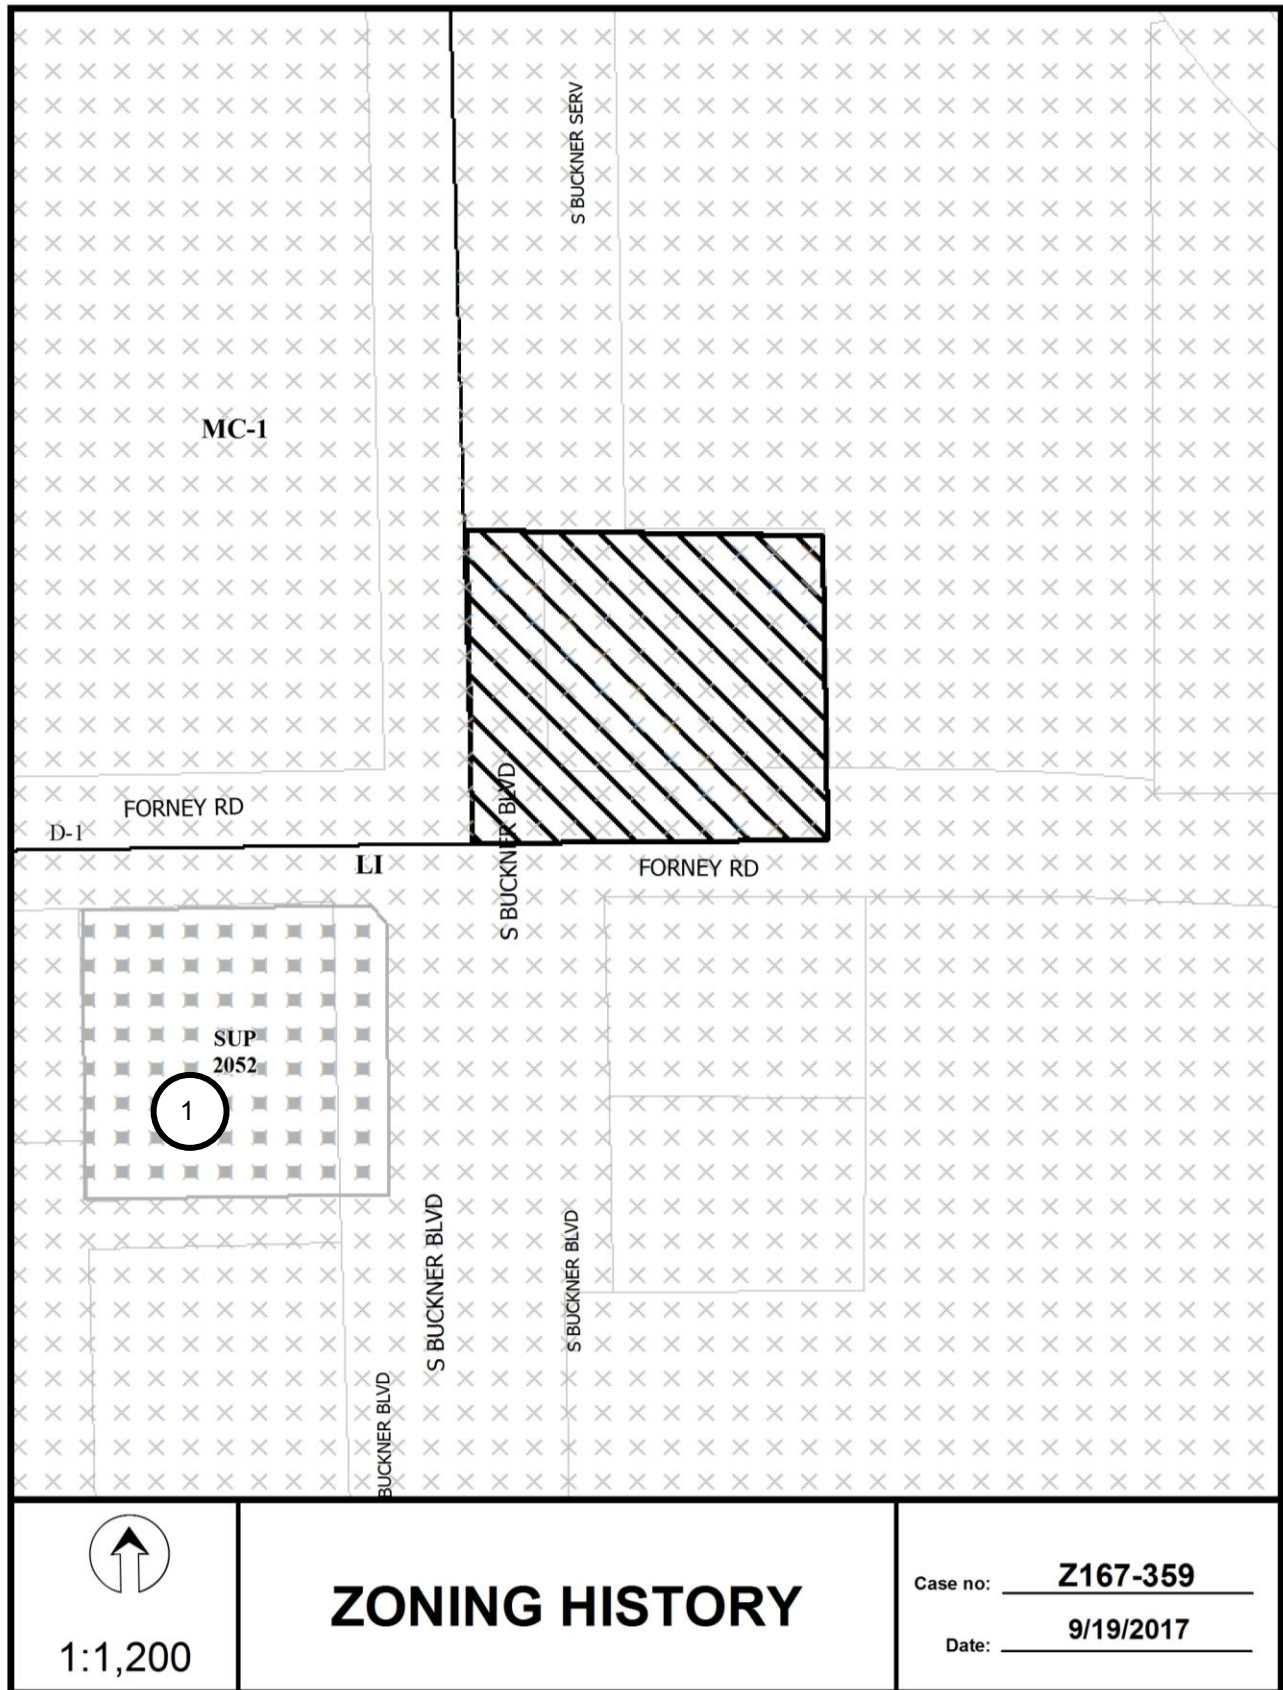 S BUCKNER SERV
MC-1
FORNEY RD
D-1
LI
S BUCKNER BLVD
FORNEY RD
SUP
2052
1
S BUCKNER BLVD
S BUCKNER BLVD
BUCKNER BLVD
1:1,200
ZONING HISTORY
Case no: Z167-359
Date: 9/19/2017